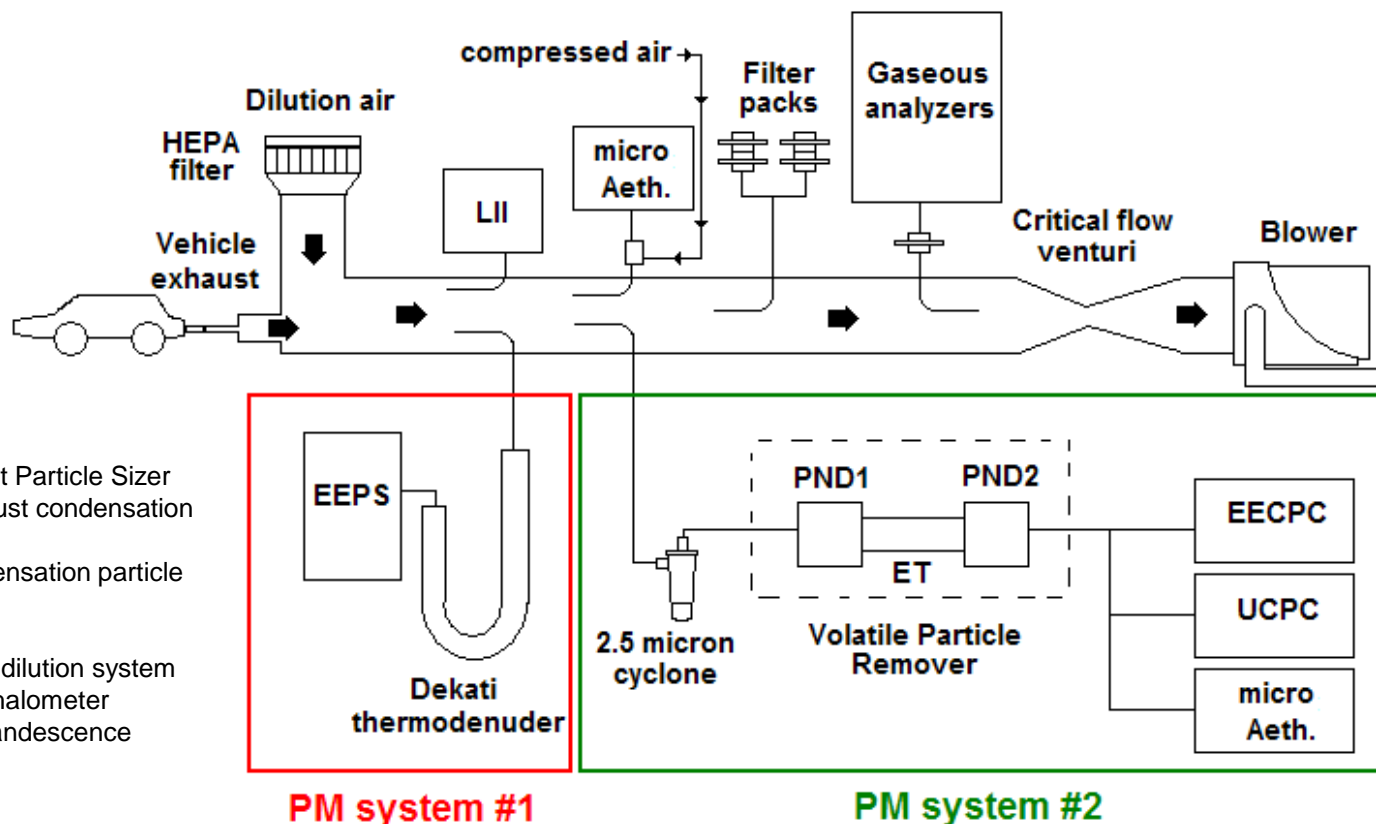 compressed air
Dilution air
HEPA
filter
Vehicle
exhaust
LII
micro
Aeth.
Filter
packs
Gaseous
analyzers
Critical flow
venturi
Blower
t Particle Sizer
ust condensation
ensation particle
dilution system
halometer
andescence
EEPS
Dekati
thermodenuder
PM system #1
2.5 micron
cyclone
PND1
PND2
ET
Volatile Particle
Remover
EECPC
UCPC
micro
Aeth.
PM system #2